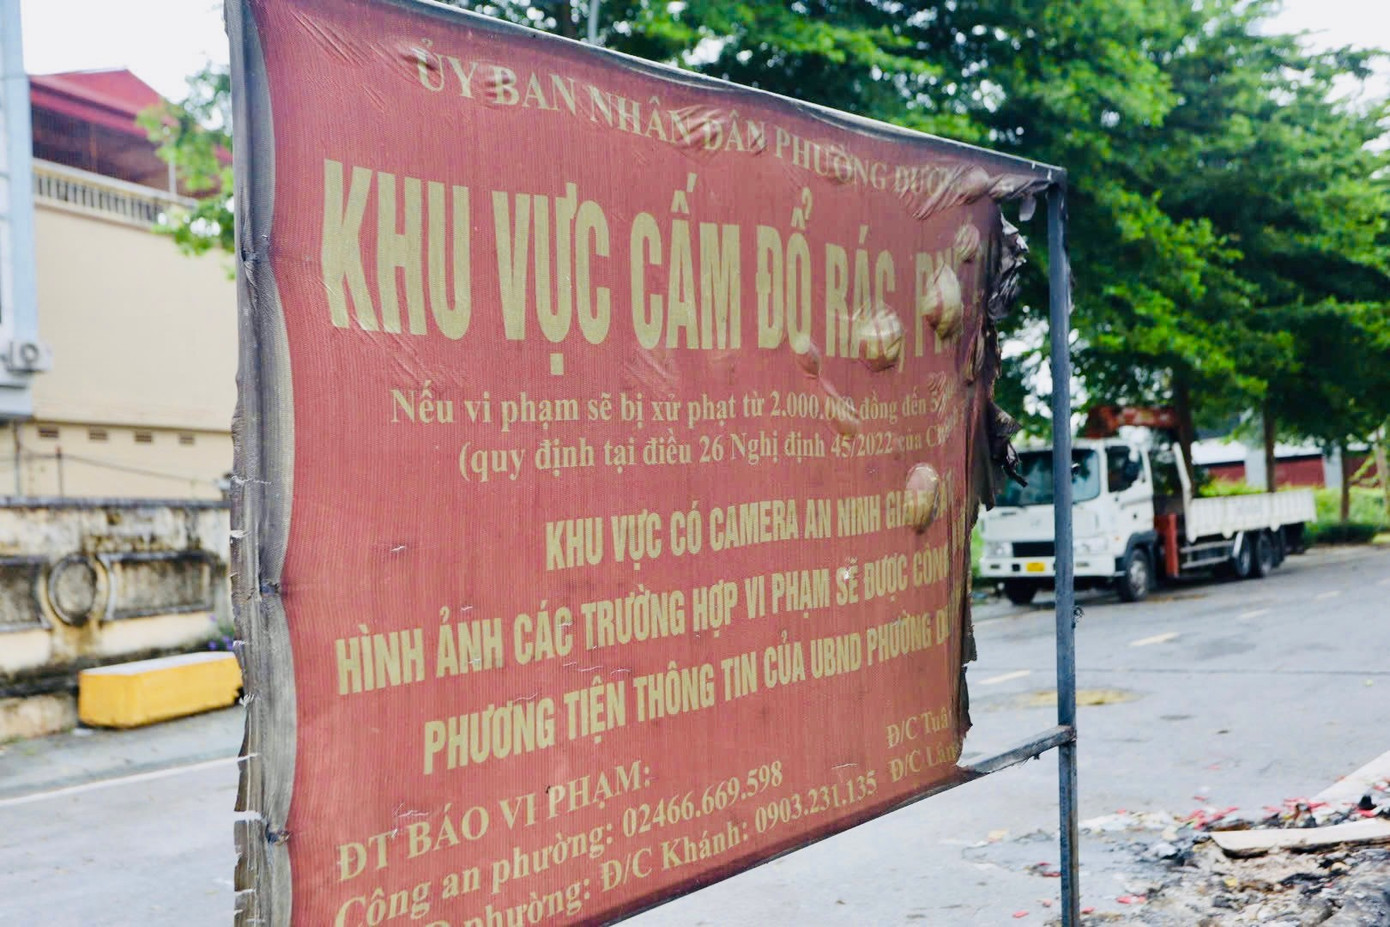 ỦY BAN NHÂN DÂN PHƯỜNG
KHU VỰC CẤM ĐỔ RÁC,
Nếu vi phạm sẽ bị xử phạt từ 2.000.000 đồng đến
(quy định tại điều 26 Nghị định 45/2022 của
KHU VỰC CÓ CAMERA AN NINH
HÌNH ẢNH CÁC TRƯỜNG HỢP VI PHẠM SẼ ĐƯỢC CÔNG
PHƯƠNG TIỆN THÔNG TIN CỦA UBND PHƯỜNG
ĐT BÁO VI PHẠM:
Công an phường: 02466.669.598 Đ/C
phường: Đ/C Khánh: 0903.231.135 Đ/C